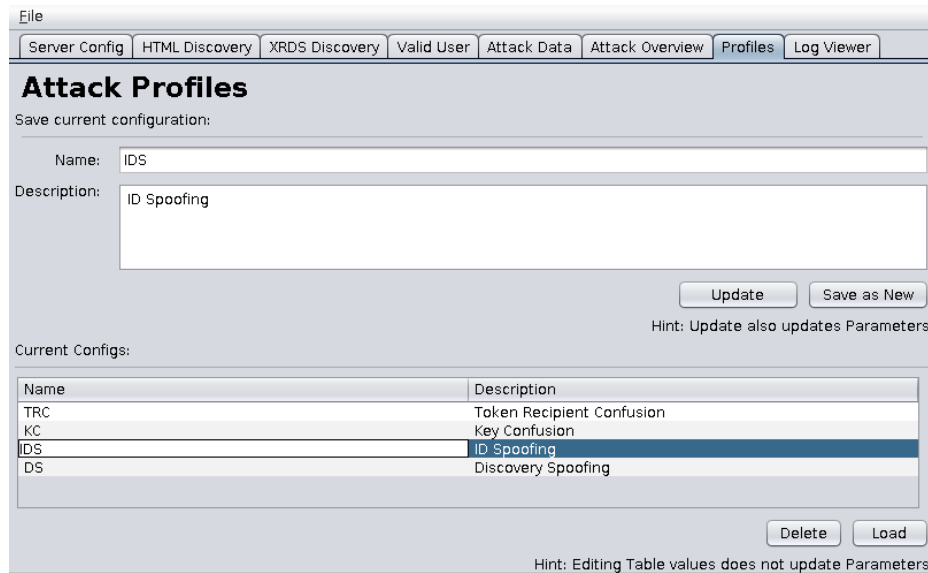 File
Server Config HTML Discovery XRDS Discovery Valid User Attack Data Attack Overview Profiles Log Viewer
Attack Profiles
Save current configuration:
Name: IDS
Description: ID Spoofing
Update Save as New
Hint: Update also updates Parameters
Current Configs:
Name Description
TRC Token Recipient Confusion
KC Key Confusion
IDS ID Spoofing
DS Discovery Spoofing
Delete Load
Hint: Editing Table values does not update Parameters